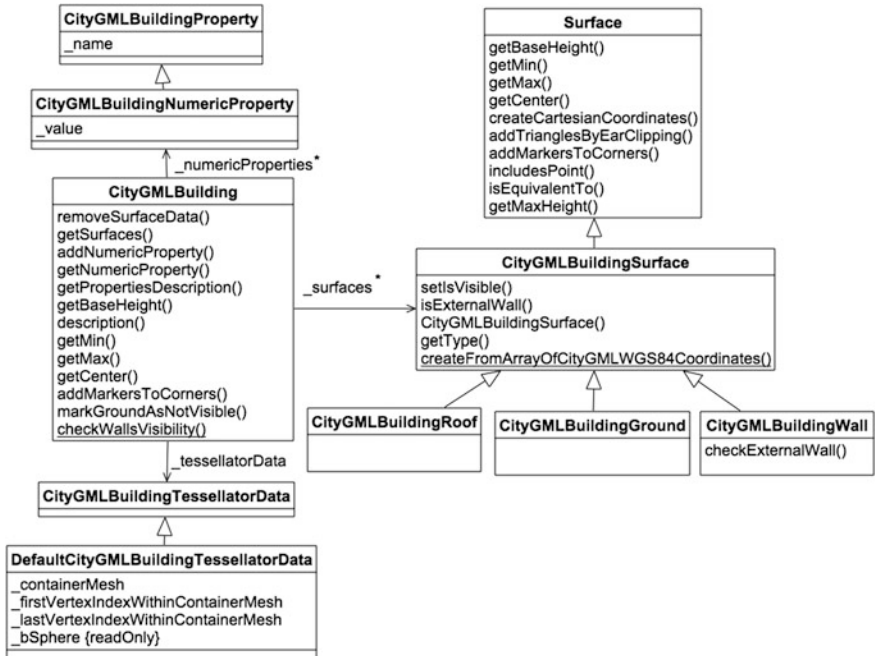 CityGMLBuildingProperty
_name
CityGMLBuildingNumericProperty
_value
_numericProperties*
CityGMLBuilding
removeSurfaceData()
getSurfaces()
addNumericProperty()
getNumericProperty()
getPropertiesDescription()
getBaseHeight()
description()
getMin()
getMax()
getCenter()
addMarkersToCorners()
markGroundAsNotVisible()
checkWallsVisibility()
_tessellatorData
CityGMLBuildingTessellatorData
DefaultCityGMLBuildingTessellatorData
_containerMesh
_firstVertexIndexWithinContainerMesh
_lastVertexIndexWithinContainerMesh
_bSphere {readOnly}
_surfaces *
Surface
getBaseHeight()
getMin()
getMax()
getCenter()
createCartesianCoordinates()
addTrianglesByEarClipping()
addMarkersToCorners()
includesPoint()
isEquivalentTo()
getMaxHeight()
CityGMLBuildingSurface
setIsVisible()
isExternalWall()
CityGMLBuildingSurface()
getType()
createFromArrayOfCityGMLWGS84Coordinates()
CityGMLBuildingRoof
CityGMLBuildingGround
CityGMLBuildingWall
checkExternalWall()